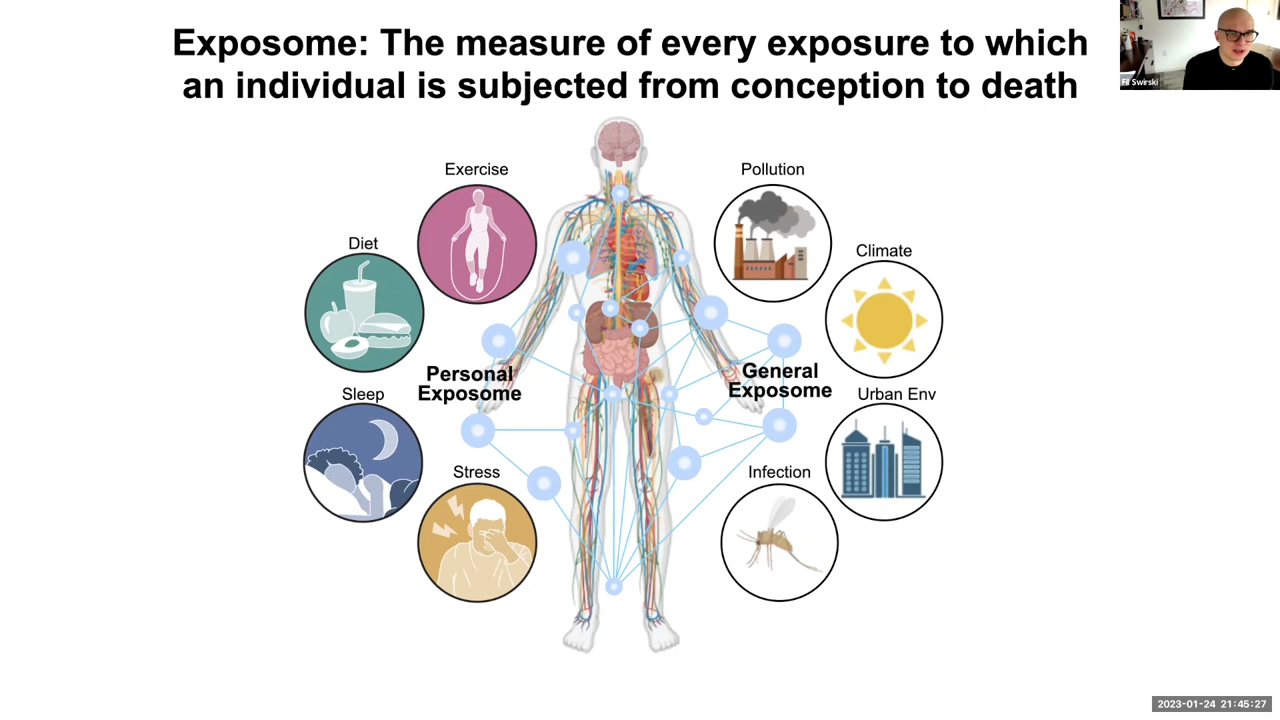 Exposome: The measure of every exposure to which
an individual is subjected from conception to death
Fil Swirski
Exercise
Pollution
Diet
Climate
Personal
Exposome
General
Exposome
Sleep
Urban Env
Stress
Infection
2023-01-24 21:45:27